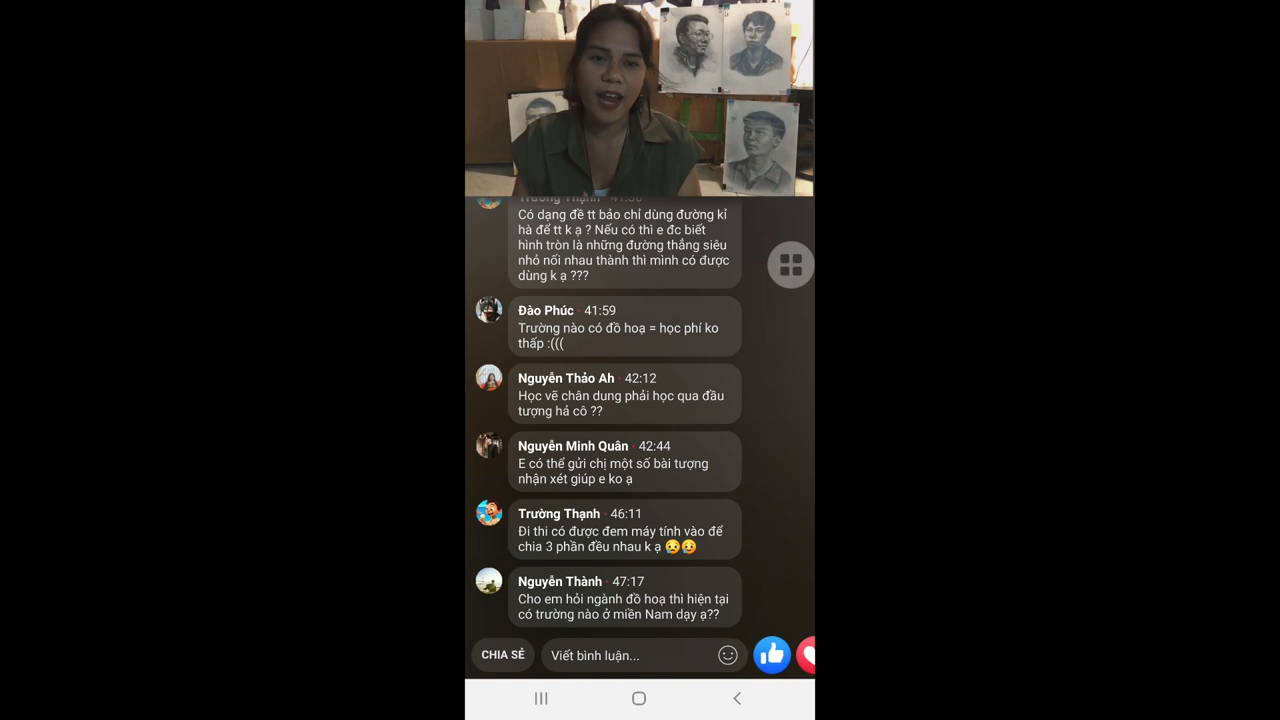 Trường Thạnh · 41:36
Có dạng đề tt bảo chỉ dùng đường kỉ
hà để tt k ạ ? Nếu có thì e đc biết
hình tròn là những đường thẳng siêu
nhỏ nối nhau thành thì mình có được
dùng k ạ ???
Đào Phúc · 41:59
Trường nào có đồ hoạ = học phí ko
thấp :(((
Nguyễn Thảo Ah · 42:12
Học vẽ chân dung phải học qua đầu
tượng hả cô ??
Nguyễn Minh Quân · 42:44
E có thể gửi chị một số bài tượng
nhận xét giúp e ko ạ
Trường Thạnh · 46:11
Đi thi có được đem máy tính vào để
chia 3 phần đều nhau k ạ 😥😥
Nguyễn Thành · 47:17
Cho em hỏi ngành đồ hoạ thì hiện tại
có trường nào ở miền Nam dạy ạ??
CHIA SẺ
Viết bình luận...